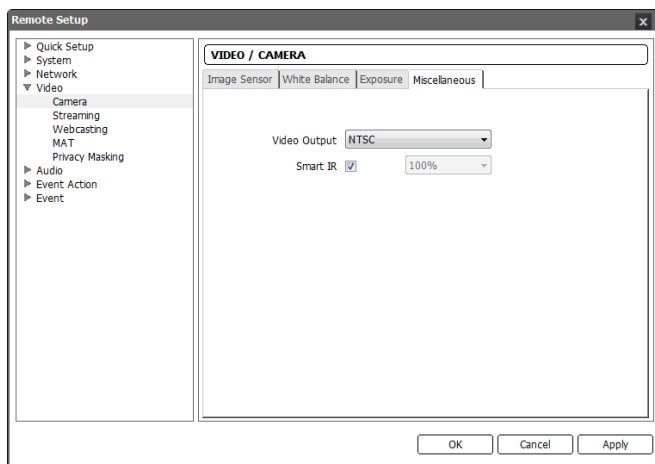 Remote Setup
Quick Setup
System
Network
Video
Camera
Streaming
Webcasting
MAT
Privacy Masking
Audio
Event Action
Event
VIDEO / CAMERA
Image Sensor White Balance Exposure Miscellaneous
Video Output NTSC
Smart IR 100%
OK Cancel Apply